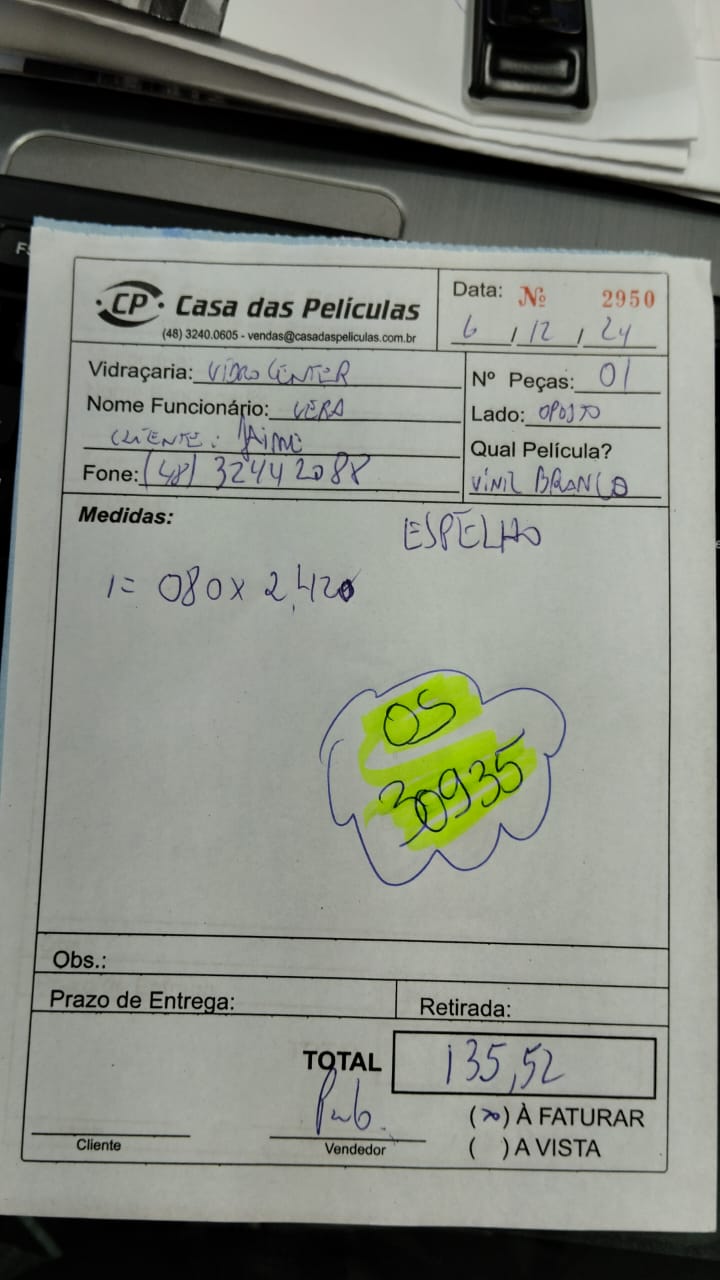 CP Casa das Películas
(48) 3240.0605 - vendas@casadaspeliculas.com.br
Data: Nº 2950
6 / 12 / 24
Vidraçaria: VIDRO CENTER
Nome Funcionário: VERA
CLIENTE: Jaime
Fone: (48) 32442088
Nº Peças: 01
Lado: OPOSTO
Qual Película?
VINIL BRANCO
Medidas:
ESPELHO
1= 080 x 2,420
OS
30935
Obs.:
Prazo de Entrega:
Retirada:
TOTAL 135,52
(x) À FATURAR
( ) A VISTA
Cliente
Vendedor